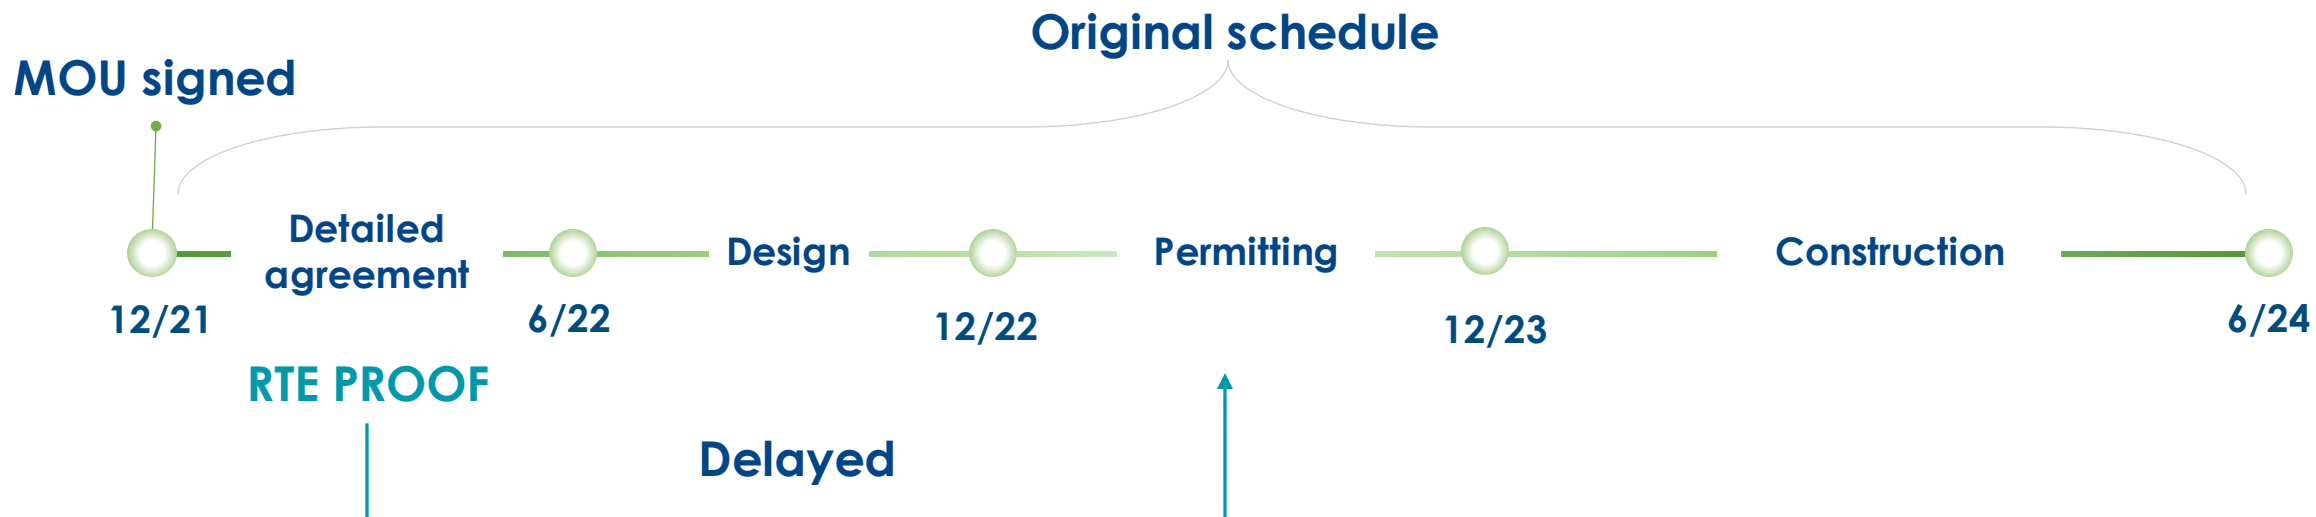 Original schedule
MOU signed
Detailed
agreement
Design
Permitting
Construction
12/21
6/22
12/22
12/23
6/24
RTE PROOF
Delayed